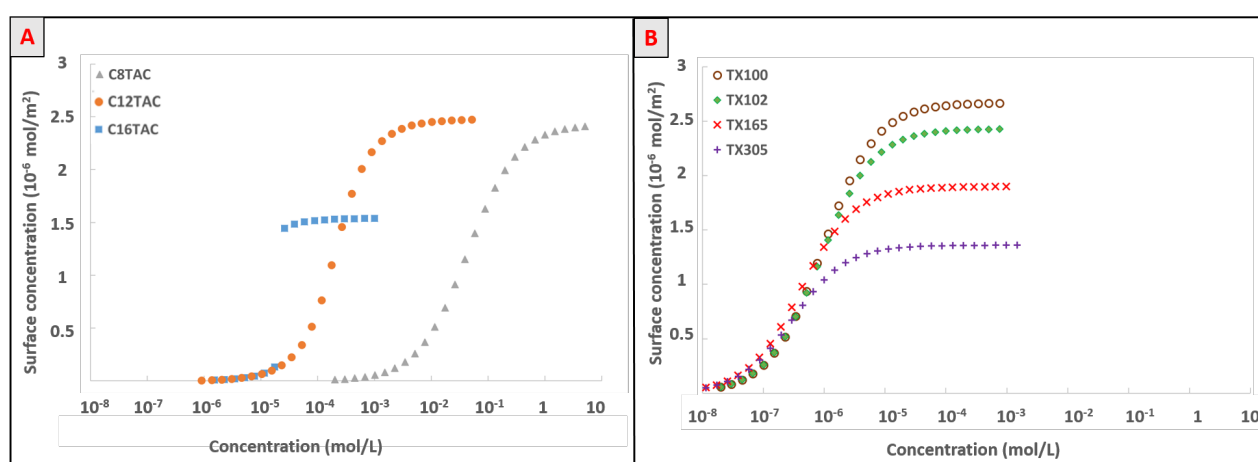 A
Surface concentration (10⁻⁶ mol/m²)
3
2.5
2
1.5
1
0.5
C8TAC
C12TAC
C16TAC
10⁻⁸ 10⁻⁷ 10⁻⁶ 10⁻⁵ 10⁻⁴ 10⁻³ 10⁻² 10⁻¹ 1 10
Concentration (mol/L)
B
Surface concentration (10⁻⁶ mol/m²)
3
2.5
2
1.5
1
0.5
TX100
TX102
TX165
TX305
10⁻⁸ 10⁻⁷ 10⁻⁶ 10⁻⁵ 10⁻⁴ 10⁻³ 10⁻² 10⁻¹ 1 10
Concentration (mol/L)